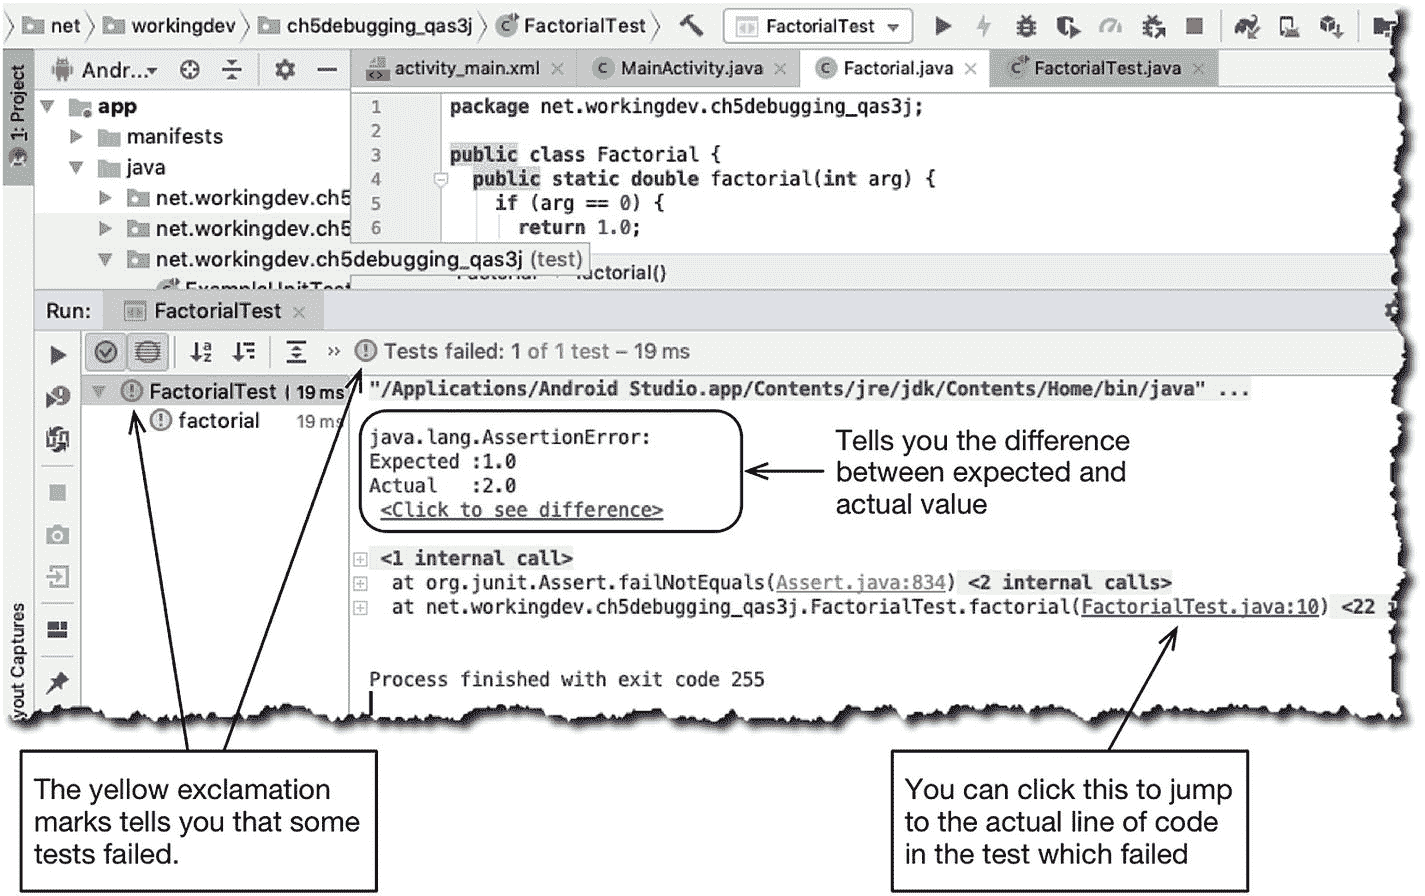 net workingdev ch5debugging_qas3j FactorialTest FactorialTest
1: Project
Andr... activity_main.xml MainActivity.java Factorial.java FactorialTest.java
app
manifests
java
net.workingdev.ch5
net.workingdev.ch5
net.workingdev.ch5debugging_qas3j (test)
ExampleUnitTest
1 package net.workingdev.ch5debugging_qas3j;
2
3 public class Factorial {
4 public static double factorial(int arg) {
5 if (arg == 0) {
6 return 1.0;
factorial()
Run: FactorialTest
Tests failed: 1 of 1 test – 19 ms
FactorialTest ( 19 ms
factorial 19 ms
"/Applications/Android Studio.app/Contents/jre/jdk/Contents/Home/bin/java" ...
java.lang.AssertionError:
Expected :1.0
Actual :2.0
<Click to see difference>
Tells you the difference
between expected and
actual value
<1 internal call>
at org.junit.Assert.failNotEquals(Assert.java:834) <2 internal calls>
at net.workingdev.ch5debugging_qas3j.FactorialTest.factorial(FactorialTest.java:10) <22
Process finished with exit code 255
yout Captures
The yellow exclamation
marks tells you that some
tests failed.
You can click this to jump
to the actual line of code
in the test which failed